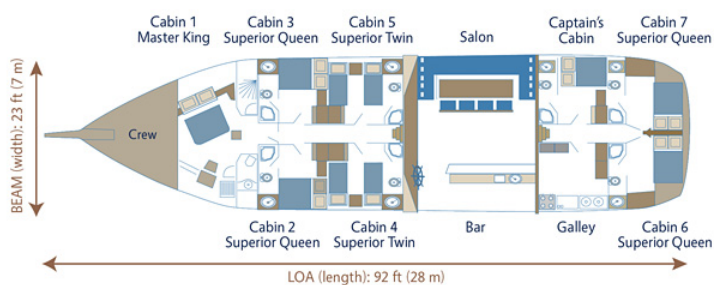 Cabin 1
Master King
Cabin 3
Superior Queen
Cabin 5
Superior Twin
Salon
Captain's
Cabin
Cabin 7
Superior Queen
Crew
BEAM (width): 23 ft (7 m)
Cabin 2
Superior Queen
Cabin 4
Superior Twin
Bar
Galley
Cabin 6
Superior Queen
LOA (length): 92 ft (28 m)